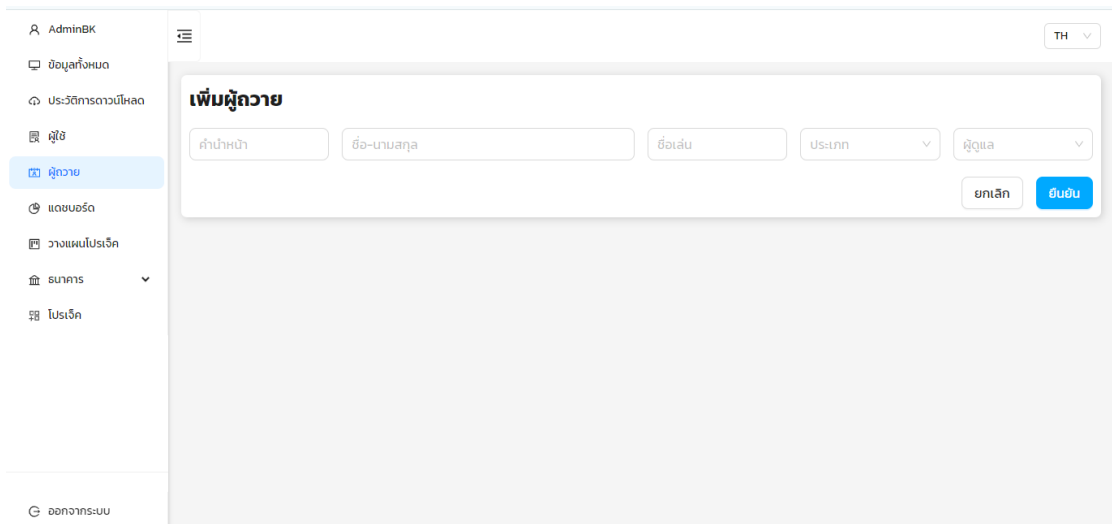 AdminBK
ข้อมูลทั้งหมด
ประวัติการดาวน์โหลด
ผู้ใช้
ผู้ถวาย
แดชบอร์ด
วางแผนโปรเจ็ค
ธนาคาร
โปรเจ็ค
ออกจากระบบ
TH
เพิ่มผู้ถวาย
คำนำหน้า ชื่อ-นามสกุล ชื่อเล่น ประเภท ผู้ดูแล
ยกเลิก ยืนยัน